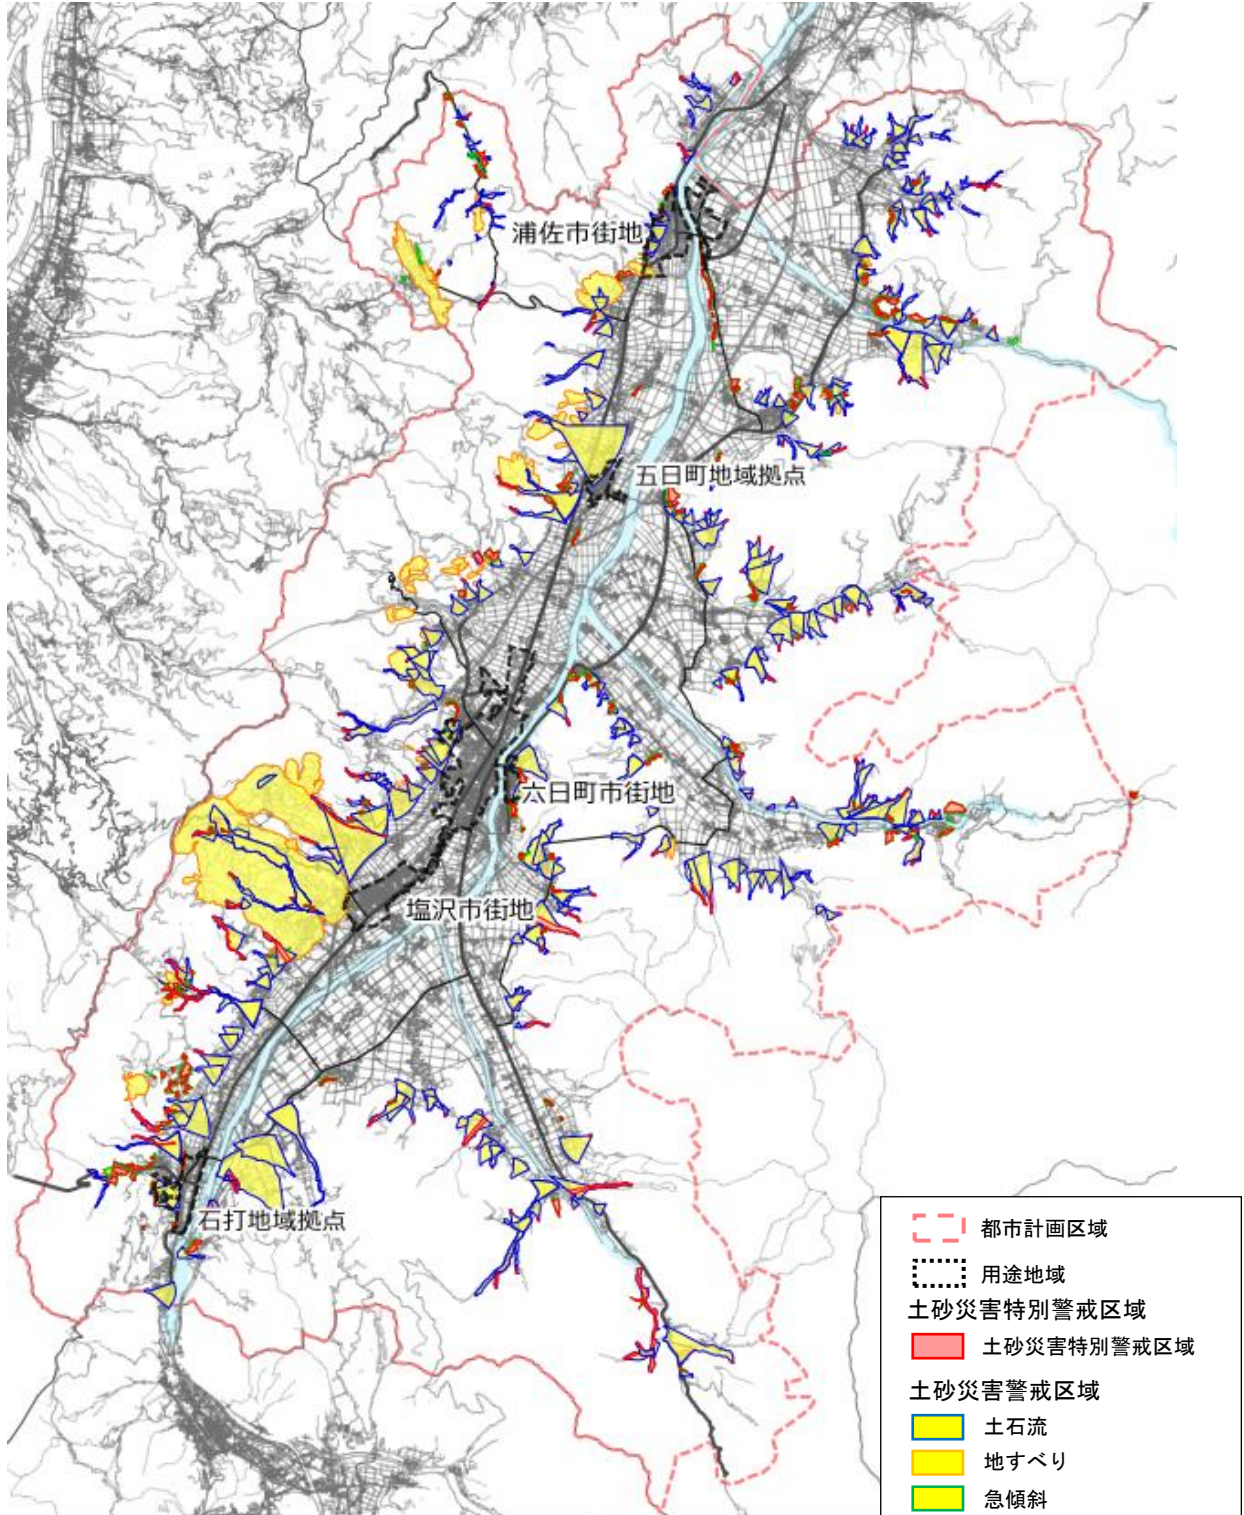 浦佐市街地
五日町地域拠点
六日町市街地
塩沢市街地
石打地域拠点
都市計画区域
用途地域
土砂災害特別警戒区域
土砂災害特別警戒区域
土砂災害警戒区域
土石流
地すべり
急傾斜